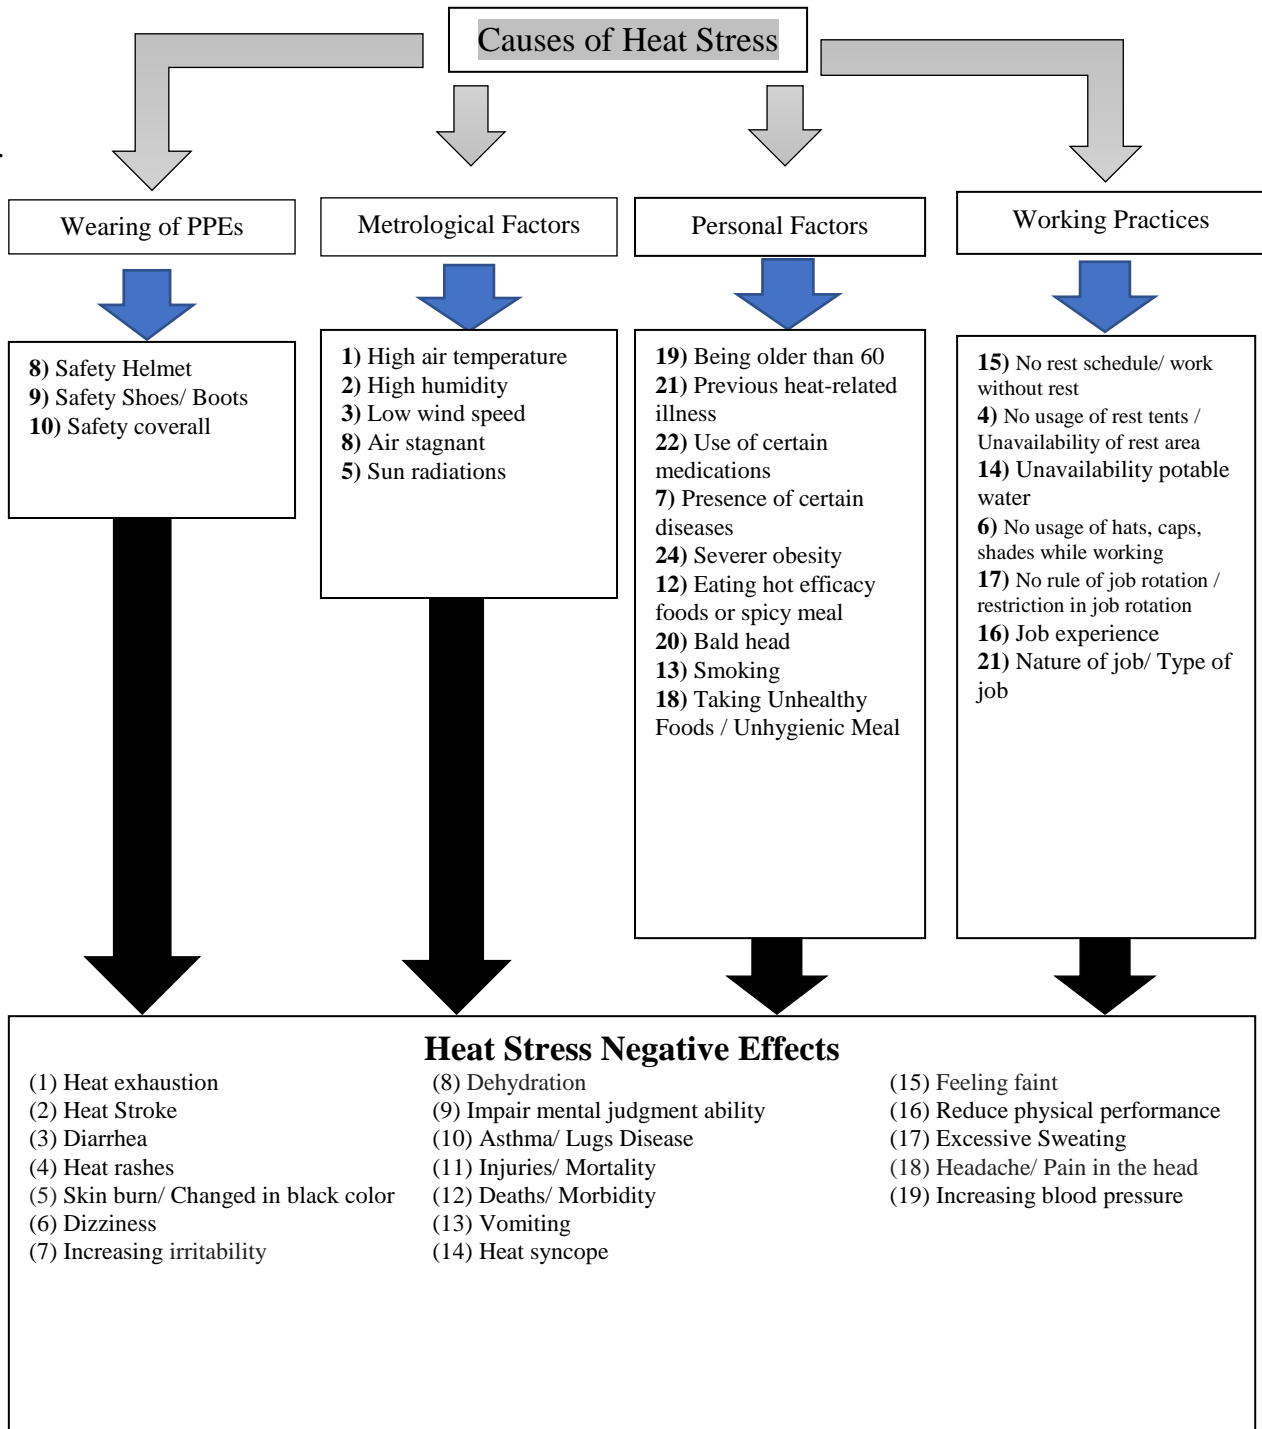 Causes of Heat Stress
.
Wearing of PPEs
Metrological Factors
Personal Factors
Working Practices
8) Safety Helmet
9) Safety Shoes/ Boots
10) Safety coverall
1) High air temperature
2) High humidity
3) Low wind speed
8) Air stagnant
5) Sun radiations
19) Being older than 60
21) Previous heat-related
illness
22) Use of certain
medications
7) Presence of certain
diseases
24) Severer obesity
12) Eating hot efficacy
foods or spicy meal
20) Bald head
13) Smoking
18) Taking Unhealthy
Foods / Unhygienic Meal
15) No rest schedule/ work
without rest
4) No usage of rest tents /
Unavailability of rest area
14) Unavailability potable
water
6) No usage of hats, caps,
shades while working
17) No rule of job rotation /
restriction in job rotation
16) Job experience
21) Nature of job/ Type of
job
Heat Stress Negative Effects
(1) Heat exhaustion
(2) Heat Stroke
(3) Diarrhea
(4) Heat rashes
(5) Skin burn/ Changed in black color
(6) Dizziness
(7) Increasing irritability
(8) Dehydration
(9) Impair mental judgment ability
(10) Asthma/ Lugs Disease
(11) Injuries/ Mortality
(12) Deaths/ Morbidity
(13) Vomiting
(14) Heat syncope
(15) Feeling faint
(16) Reduce physical performance
(17) Excessive Sweating
(18) Headache/ Pain in the head
(19) Increasing blood pressure